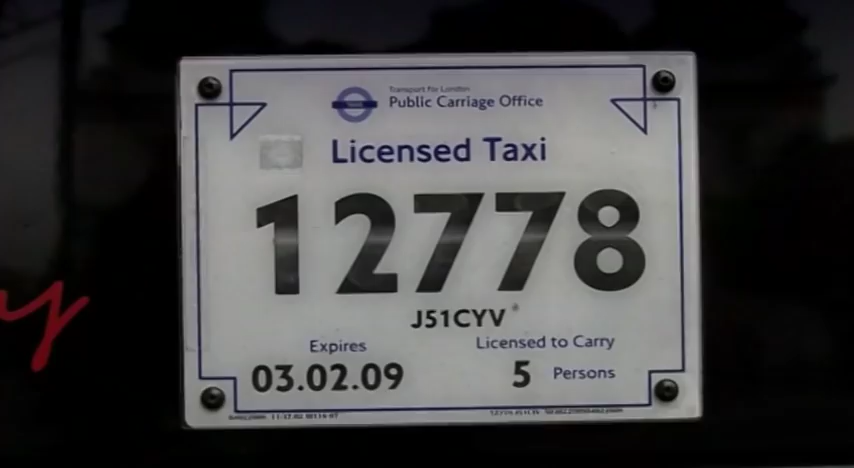 Transport for London
Public Carriage Office
Licensed Taxi
12778
J51CYV
Expires
03.02.09
Licensed to Carry
5 Persons
y